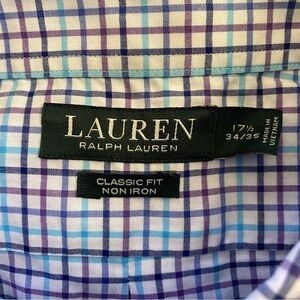 LAUREN
RALPH LAUREN
17½
34/35
MADE IN
VIETNAM
CLASSIC FIT
NON IRON